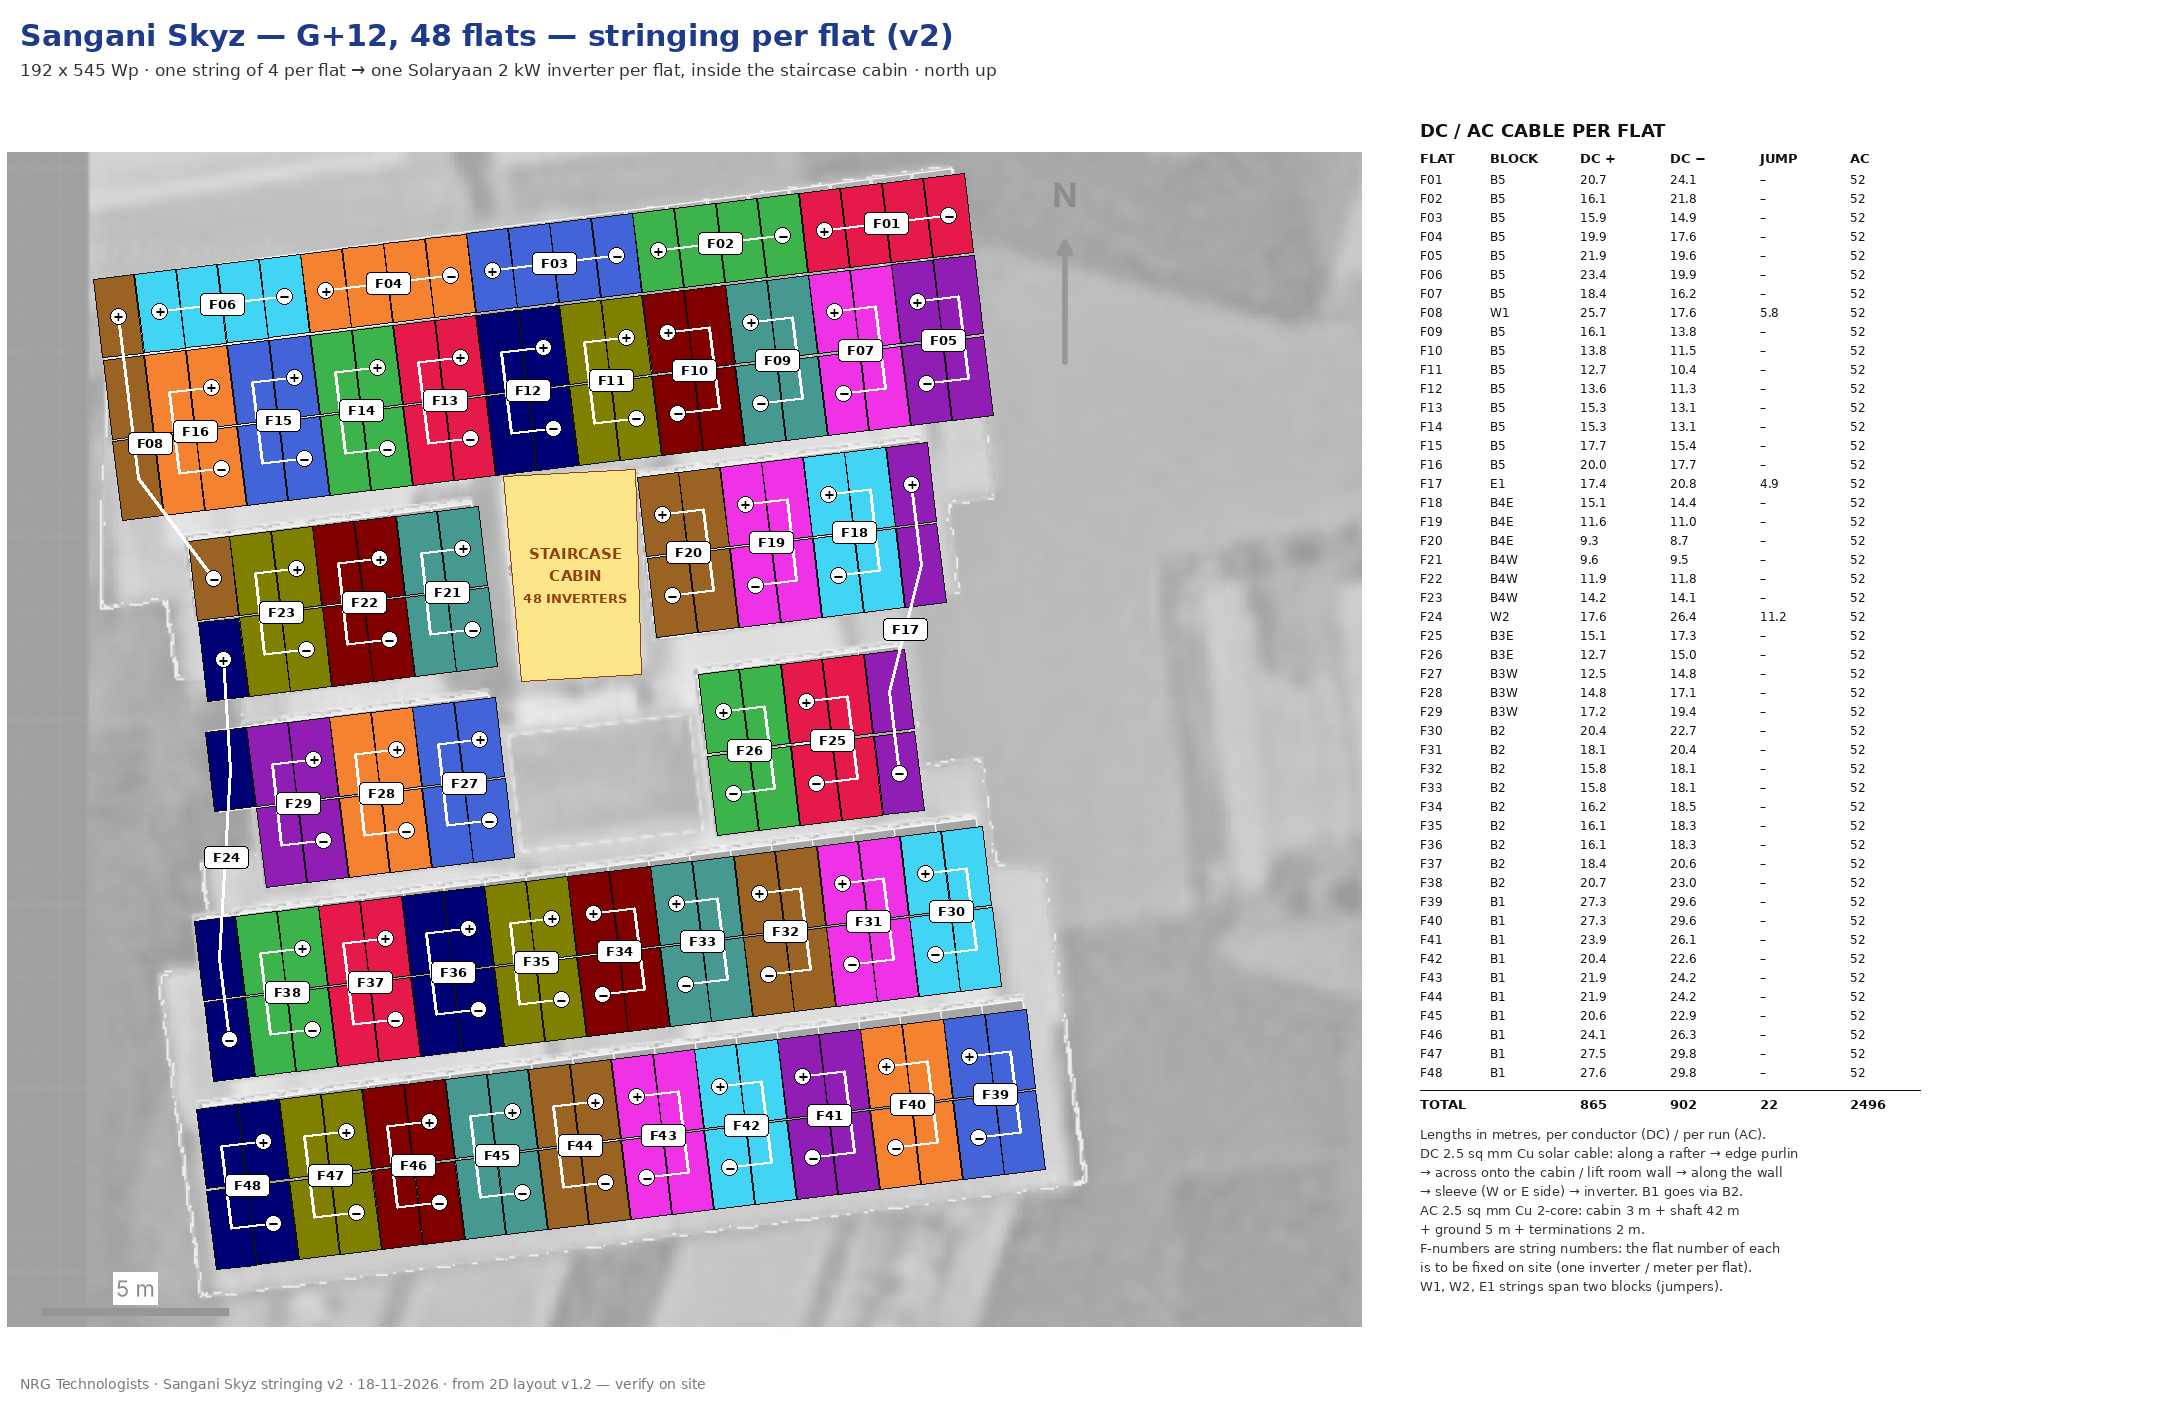 Sangani Skyz — G+12, 48 flats — stringing per flat (v2)
192 x 545 Wp · one string of 4 per flat → one Solaryaan 2 kW inverter per flat, inside the staircase cabin · north up
N
F01
F02
F03
F04
F06
F05
F07
F09
F10
F11
F12
F13
F14
F15
F16
F08
F18
F19
F20
STAIRCASE
CABIN
48 INVERTERS
F21
F22
F23
F17
F25
F26
F27
F28
F29
F24
F30
F31
F32
F33
F34
F35
F36
F37
F38
F39
F40
F41
F42
F43
F44
F45
F46
F47
F48
5 m
DC / AC CABLE PER FLAT
FLAT BLOCK DC + DC − JUMP AC
F01 B5 20.7 24.1 – 52
F02 B5 16.1 21.8 – 52
F03 B5 15.9 14.9 – 52
F04 B5 19.9 17.6 – 52
F05 B5 21.9 19.6 – 52
F06 B5 23.4 19.9 – 52
F07 B5 18.4 16.2 – 52
F08 W1 25.7 17.6 5.8 52
F09 B5 16.1 13.8 – 52
F10 B5 13.8 11.5 – 52
F11 B5 12.7 10.4 – 52
F12 B5 13.6 11.3 – 52
F13 B5 15.3 13.1 – 52
F14 B5 15.3 13.1 – 52
F15 B5 17.7 15.4 – 52
F16 B5 20.0 17.7 – 52
F17 E1 17.4 20.8 4.9 52
F18 B4E 15.1 14.4 – 52
F19 B4E 11.6 11.0 – 52
F20 B4E 9.3 8.7 – 52
F21 B4W 9.6 9.5 – 52
F22 B4W 11.9 11.8 – 52
F23 B4W 14.2 14.1 – 52
F24 W2 17.6 26.4 11.2 52
F25 B3E 15.1 17.3 – 52
F26 B3E 12.7 15.0 – 52
F27 B3W 12.5 14.8 – 52
F28 B3W 14.8 17.1 – 52
F29 B3W 17.2 19.4 – 52
F30 B2 20.4 22.7 – 52
F31 B2 18.1 20.4 – 52
F32 B2 15.8 18.1 – 52
F33 B2 15.8 18.1 – 52
F34 B2 16.2 18.5 – 52
F35 B2 16.1 18.3 – 52
F36 B2 16.1 18.3 – 52
F37 B2 18.4 20.6 – 52
F38 B2 20.7 23.0 – 52
F39 B1 27.3 29.6 – 52
F40 B1 27.3 29.6 – 52
F41 B1 23.9 26.1 – 52
F42 B1 20.4 22.6 – 52
F43 B1 21.9 24.2 – 52
F44 B1 21.9 24.2 – 52
F45 B1 20.6 22.9 – 52
F46 B1 24.1 26.3 – 52
F47 B1 27.5 29.8 – 52
F48 B1 27.6 29.8 – 52
TOTAL 865 902 22 2496
Lengths in metres, per conductor (DC) / per run (AC).
DC 2.5 sq mm Cu solar cable: along a rafter → edge purlin
→ across onto the cabin / lift room wall → along the wall
→ sleeve (W or E side) → inverter. B1 goes via B2.
AC 2.5 sq mm Cu 2-core: cabin 3 m + shaft 42 m
+ ground 5 m + terminations 2 m.
F-numbers are string numbers: the flat number of each
is to be fixed on site (one inverter / meter per flat).
W1, W2, E1 strings span two blocks (jumpers).
NRG Technologists · Sangani Skyz stringing v2 · 18-11-2026 · from 2D layout v1.2 — verify on site